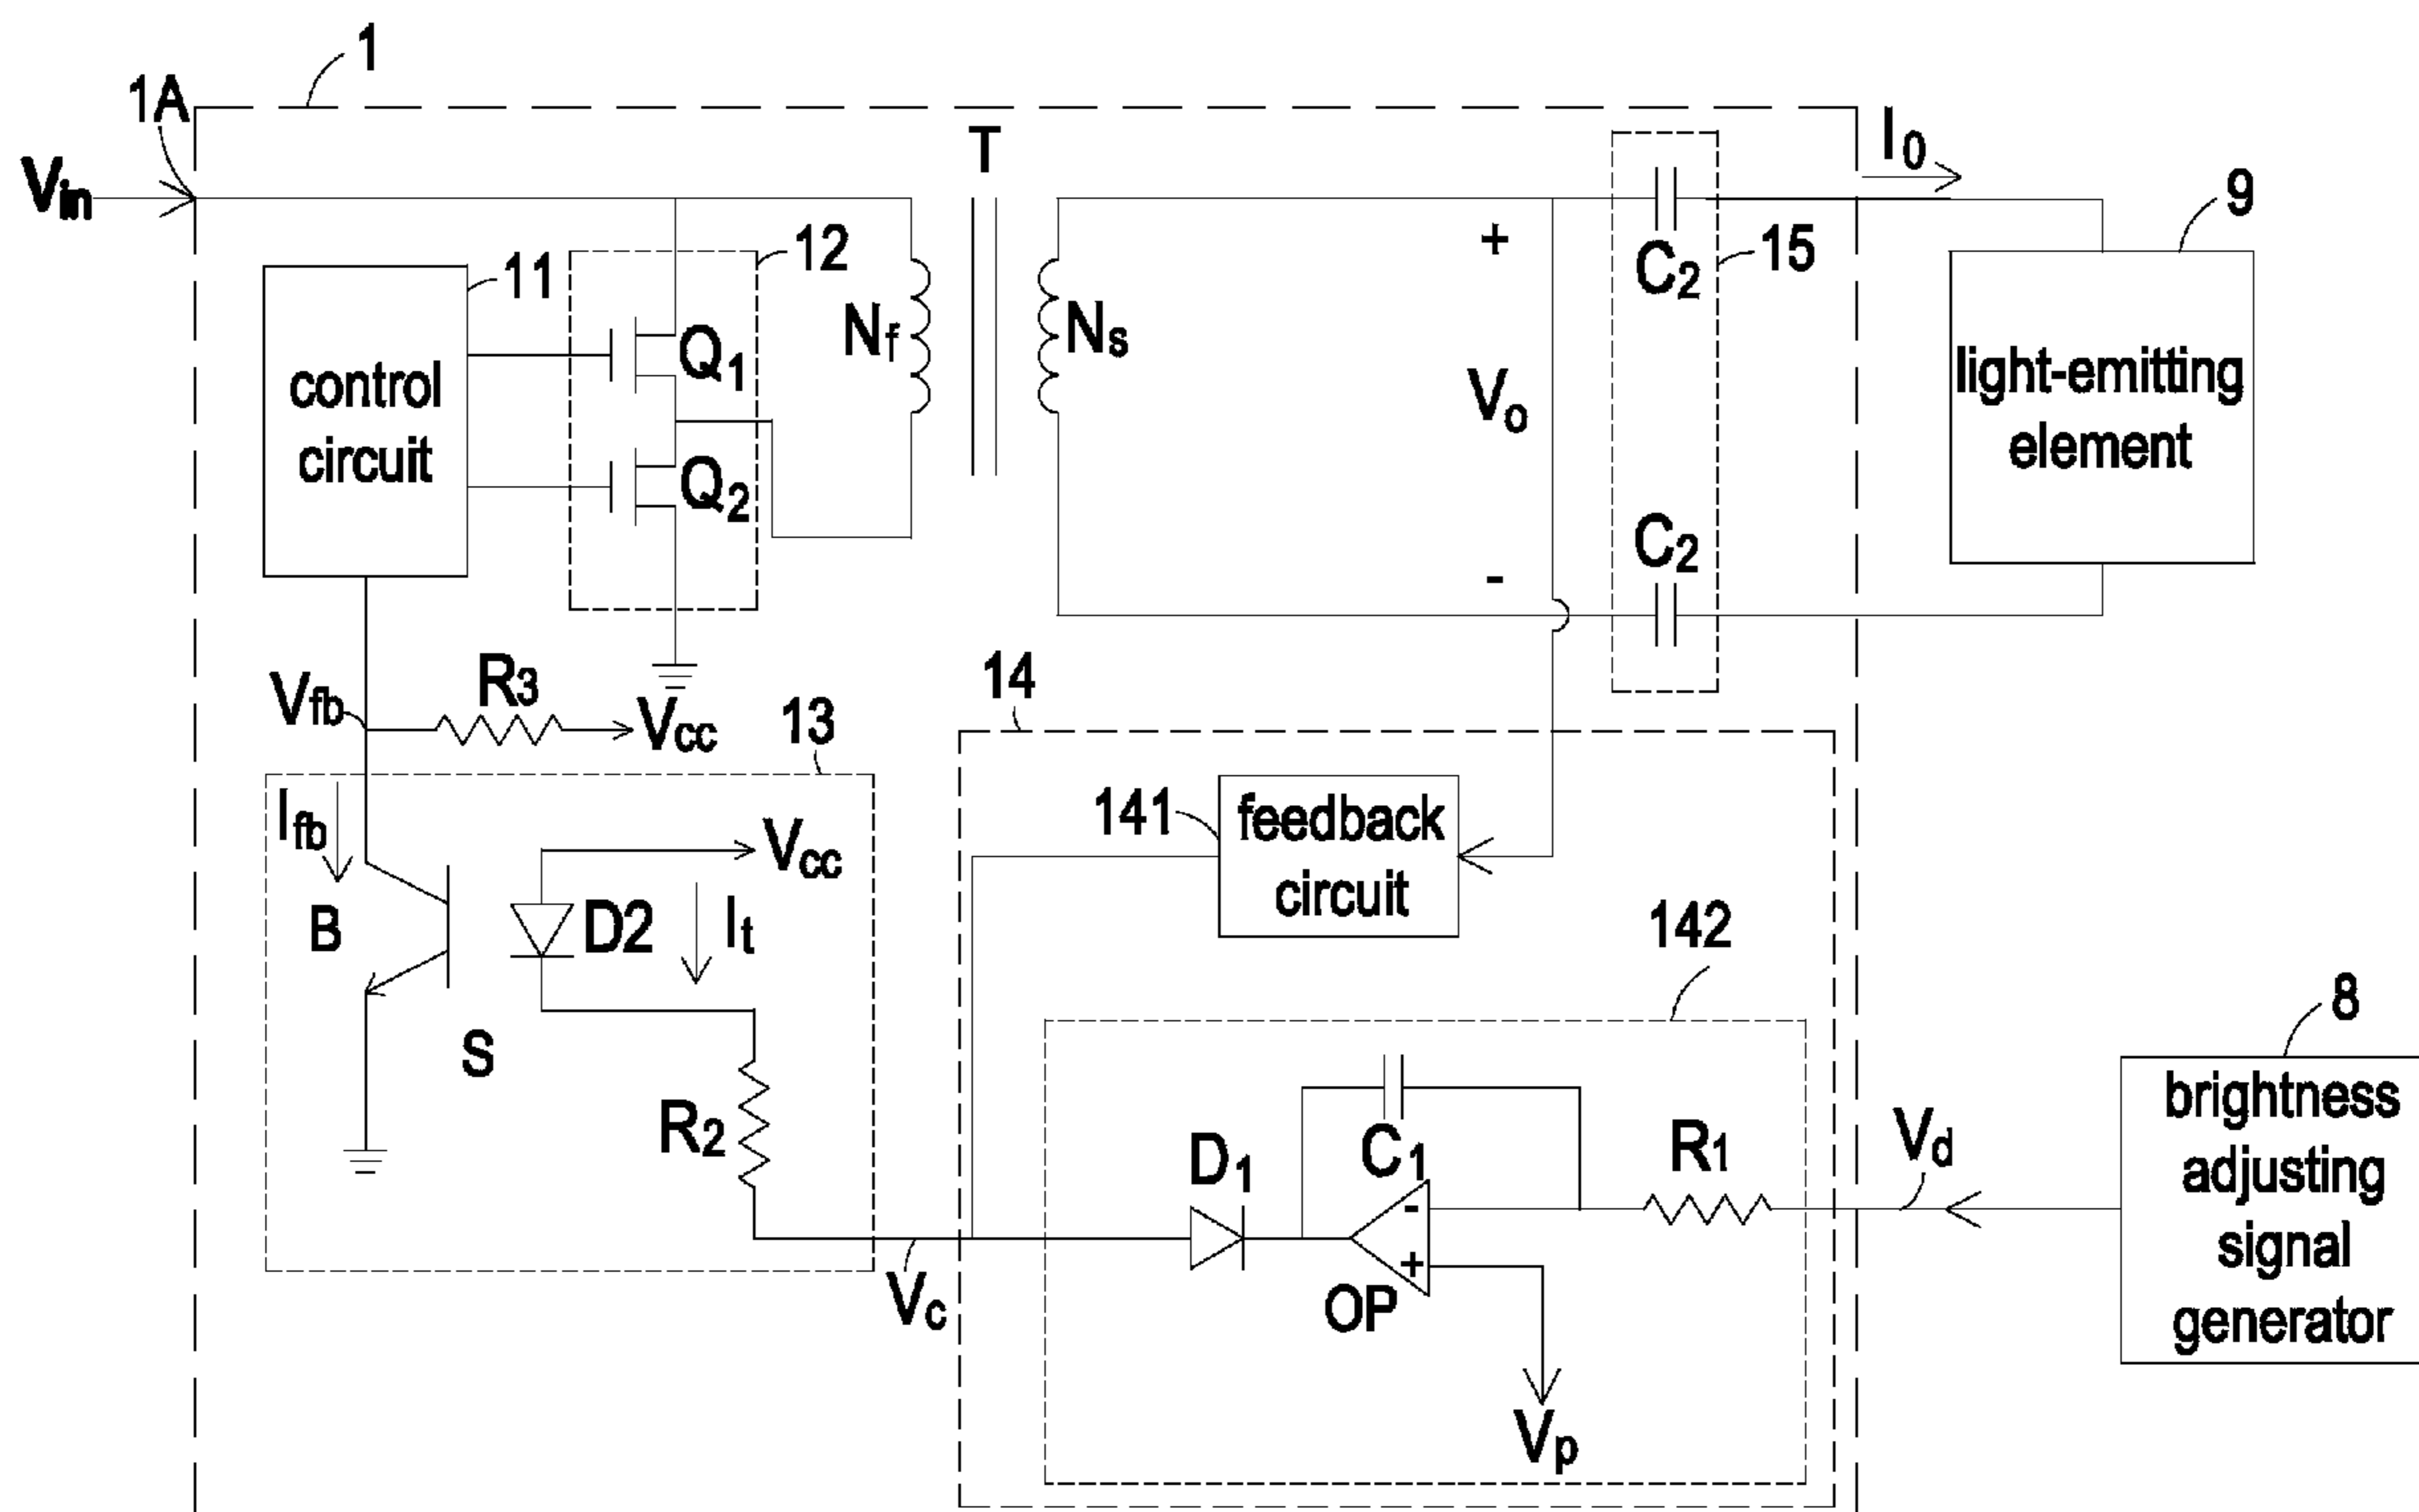 1
1A
Vin
T
I0
9
11
12
15
control
circuit
Q1
Q2
Nf
Ns
+
Vo
-
C2
C2
light-emitting
element
Vfb
R3
Vcc
13
14
Ifb
B
S
Vcc
D2
It
R2
141
feedback
circuit
142
8
D1
C1
R1
Vd
-
+
OP
Vc
Vp
brightness
adjusting
signal
generator